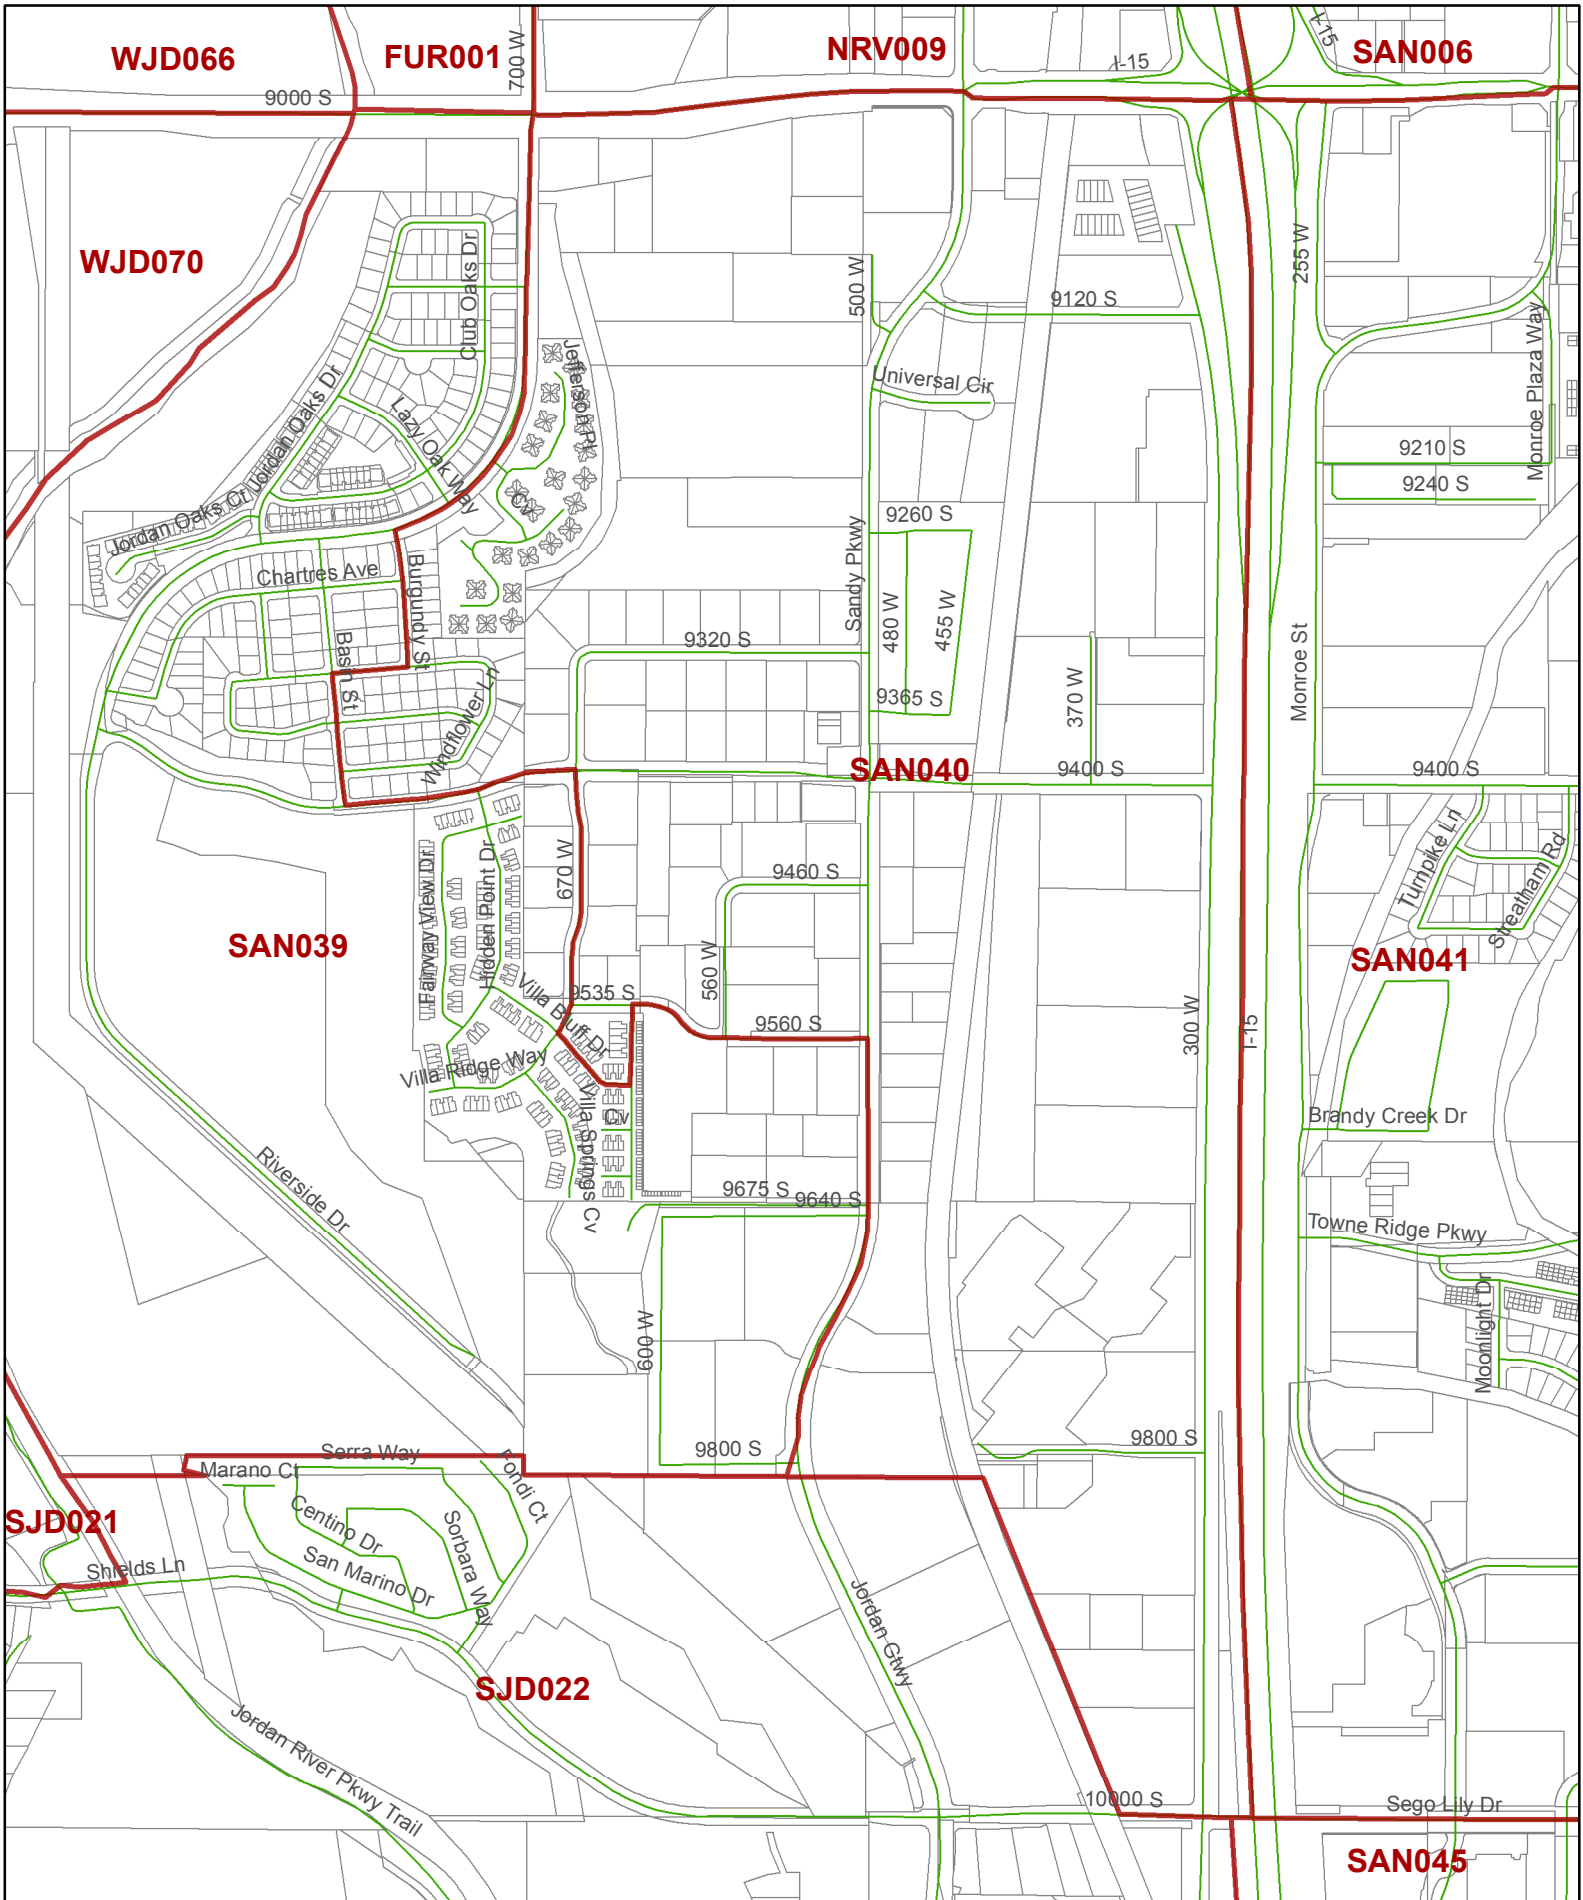 WJD066
FUR001
700 W
NRV009
I-15
I-15
SAN006
9000 S
WJD070
Club Oaks Dr
500 W
9120 S
255 W
Monroe Plaza Way
Jefferson Pl
Universal Cir
Jordan Oaks Dr
Lazy Oak Way
9210 S
9240 S
Jordan Oaks Ct
Cv
9260 S
Sandy Pkwy
Chartres Ave
Burgundy St
480 W
455 W
9320 S
Basin St
Windflower Ln
9365 S
370 W
Monroe St
SAN040
9400 S
9400 S
670 W
9460 S
Turnpike Ln
Streatham Rd
Fairway View Dr
Hidden Point Dr
SAN039
SAN041
560 W
9535 S
Villa Bluff Dr
9560 S
300 W
I-15
Villa Ridge Way
Villa Springs Cv
Cv
Brandy Creek Dr
Riverside Dr
9675 S
9640 S
Towne Ridge Pkwy
600 W
Moonlight Dr
Serra Way
9800 S
9800 S
Marano Ct
Fondi Ct
SJD021
Centino Dr
Sorbara Way
San Marino Dr
Shields Ln
Jordan Gtwy
SJD022
Jordan River Pkwy Trail
10000 S
Sego Lily Dr
SAN045